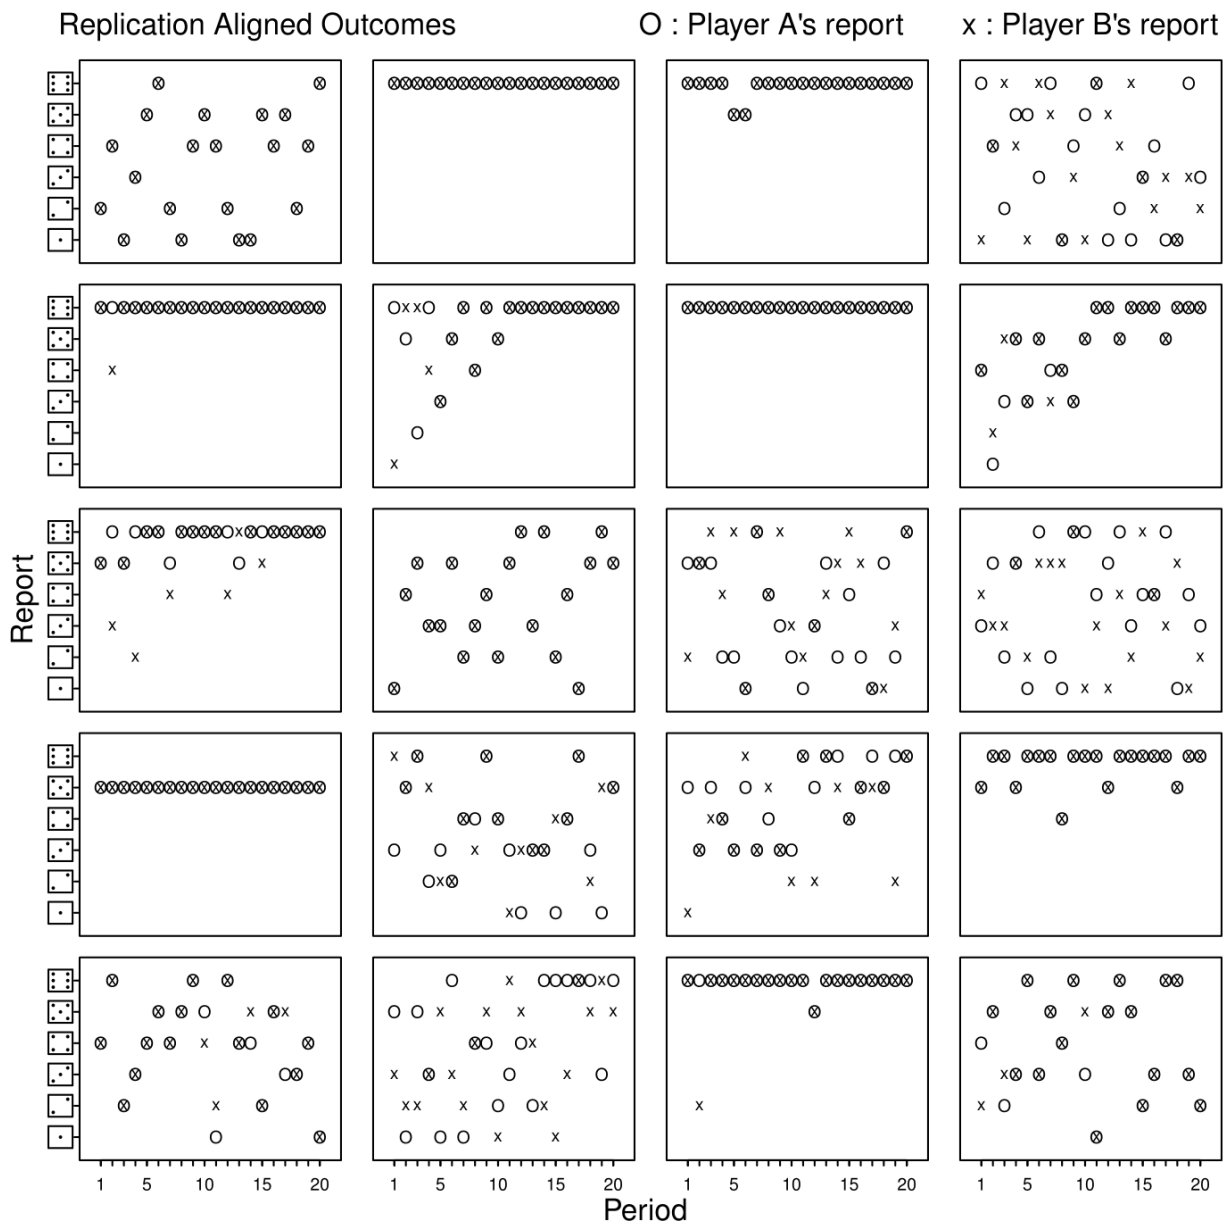 Replication Aligned Outcomes O : Player A's report x : Player B's report
Report
1 5 10 15 20 1 5 10 15 20 1 5 10 15 20 1 5 10 15 20
Period